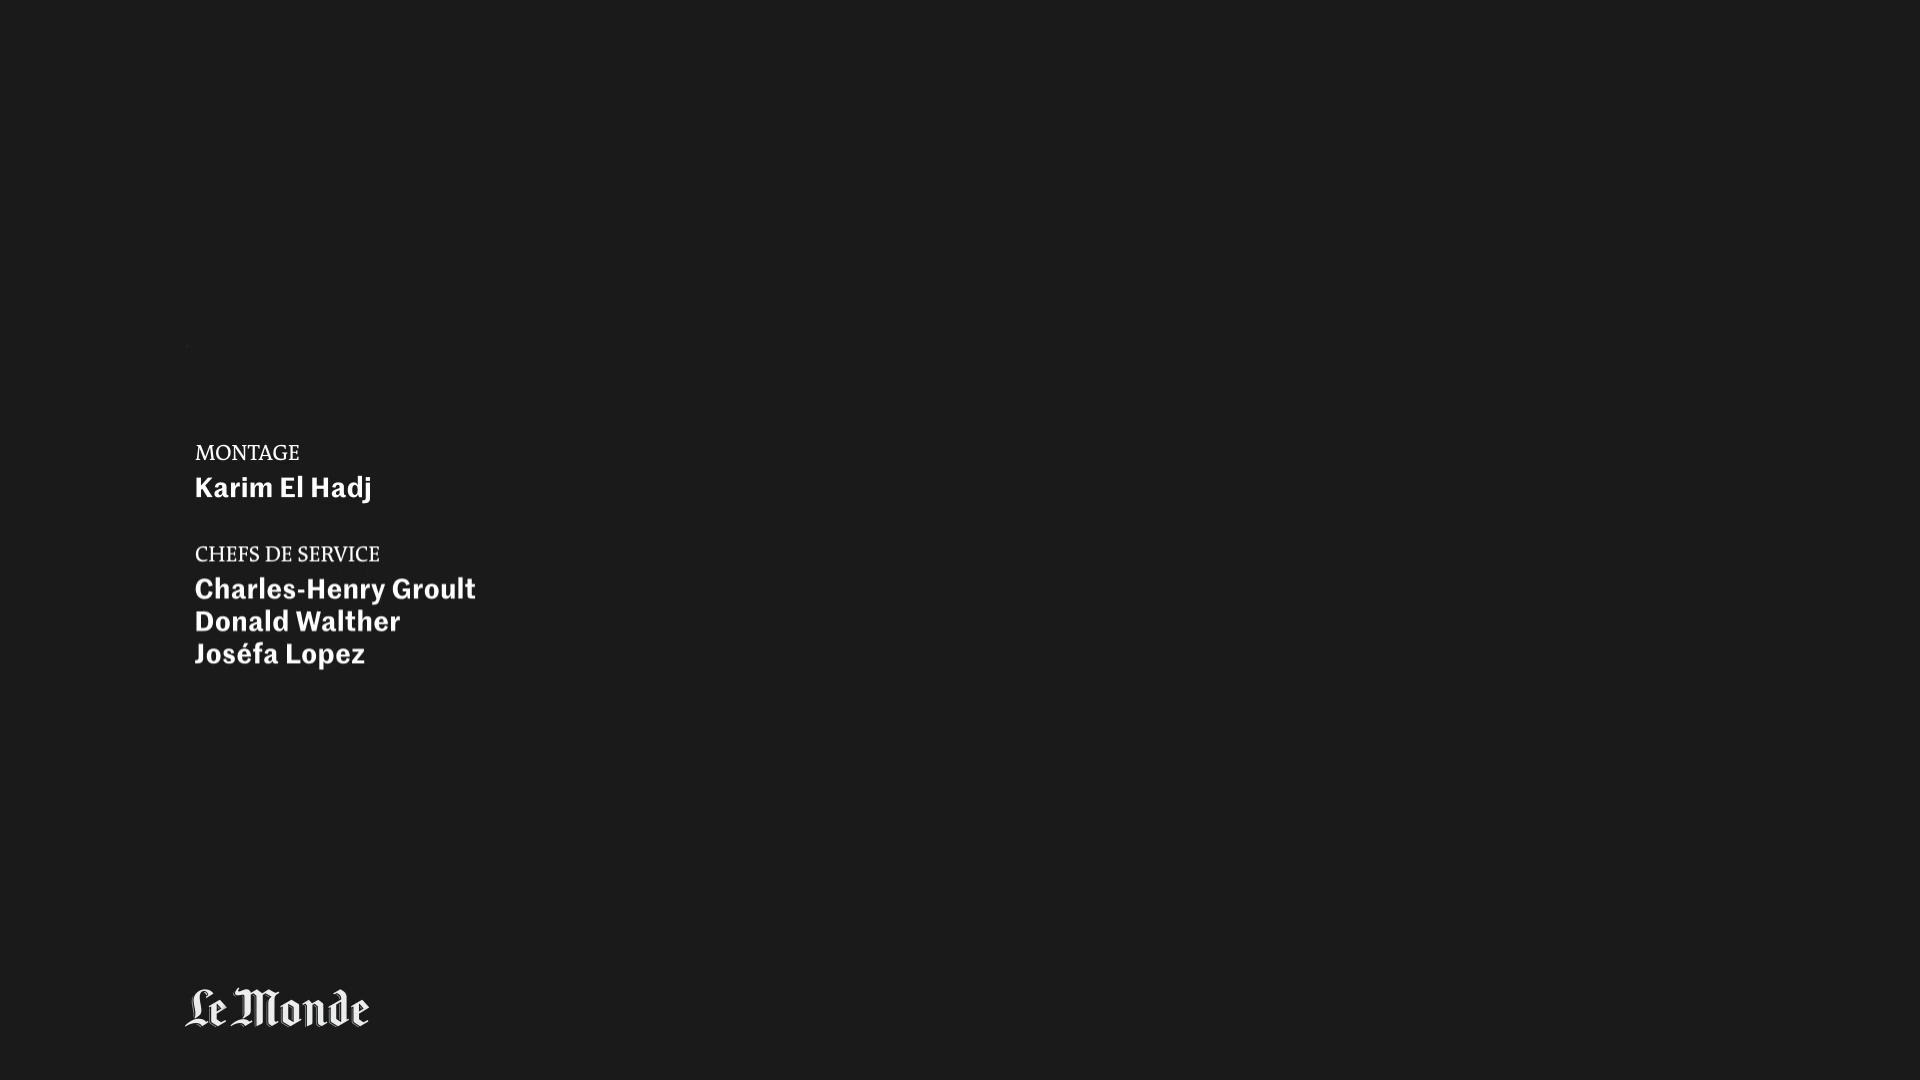 MONTAGE
Karim El Hadj
CHEFS DE SERVICE
Charles-Henry Groult
Donald Walther
Joséfa Lopez
Le Monde